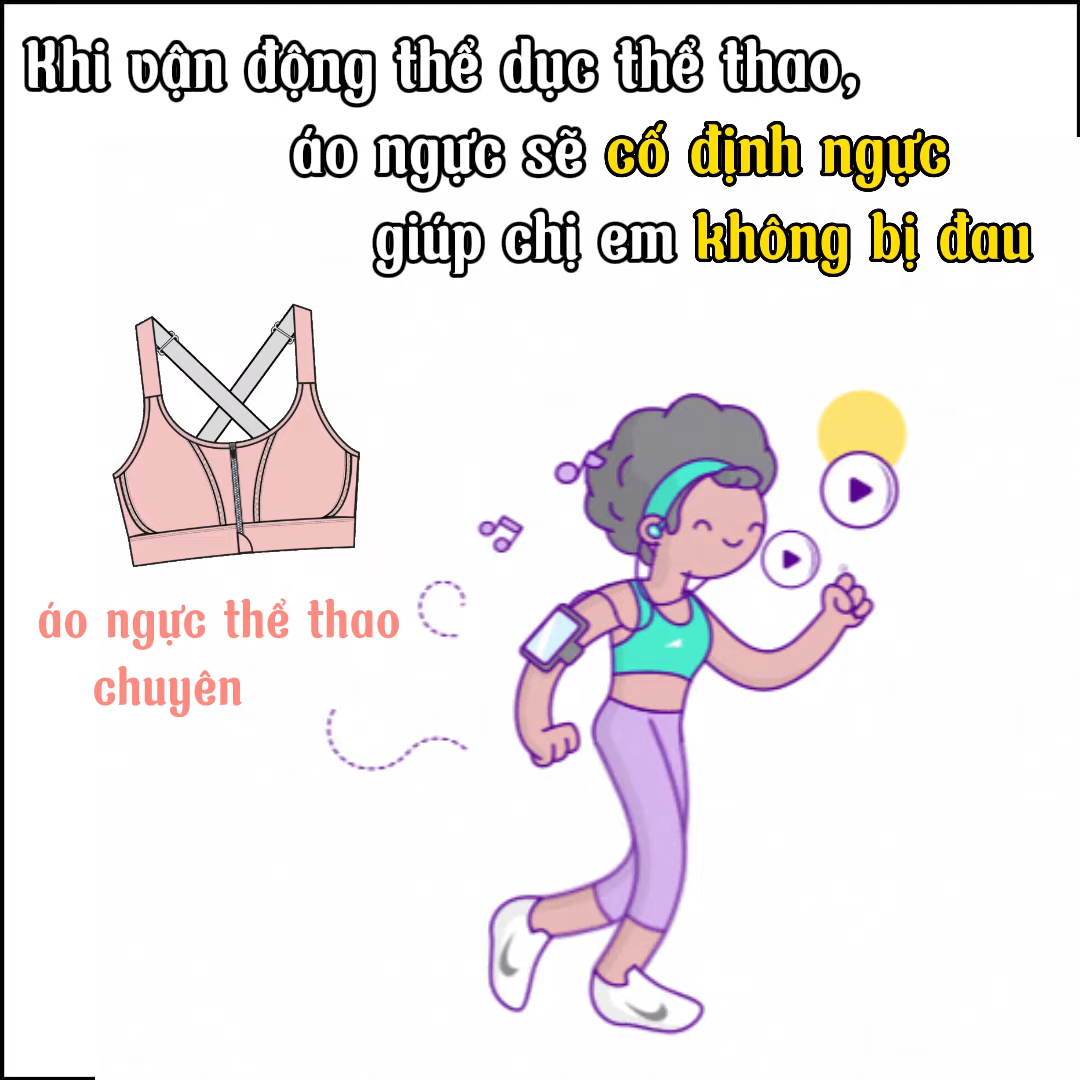 Khi vận động thể dục thể thao,
áo ngực sẽ cố định ngực
giúp chị em không bị đau
áo ngực thể thao
chuyên